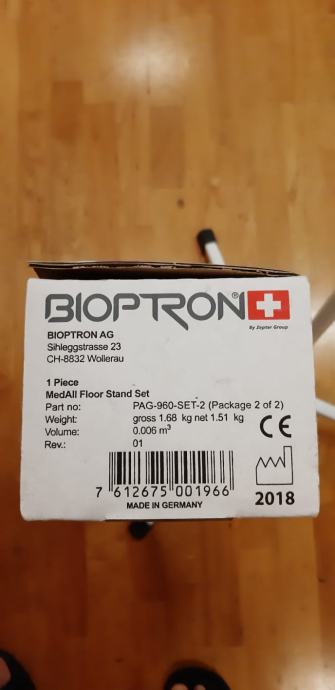 BIOPTRON®
By Zepter Group
BIOPTRON AG
Sihleggstrasse 23
CH-8832 Wollerau
1 Piece
MedAll Floor Stand Set
Part no: PAG-960-SET-2 (Package 2 of 2)
Weight: gross 1.68 kg net 1.51 kg
Volume: 0.006 m³
Rev.: 01
CE
7 612675 001966
MADE IN GERMANY
2018